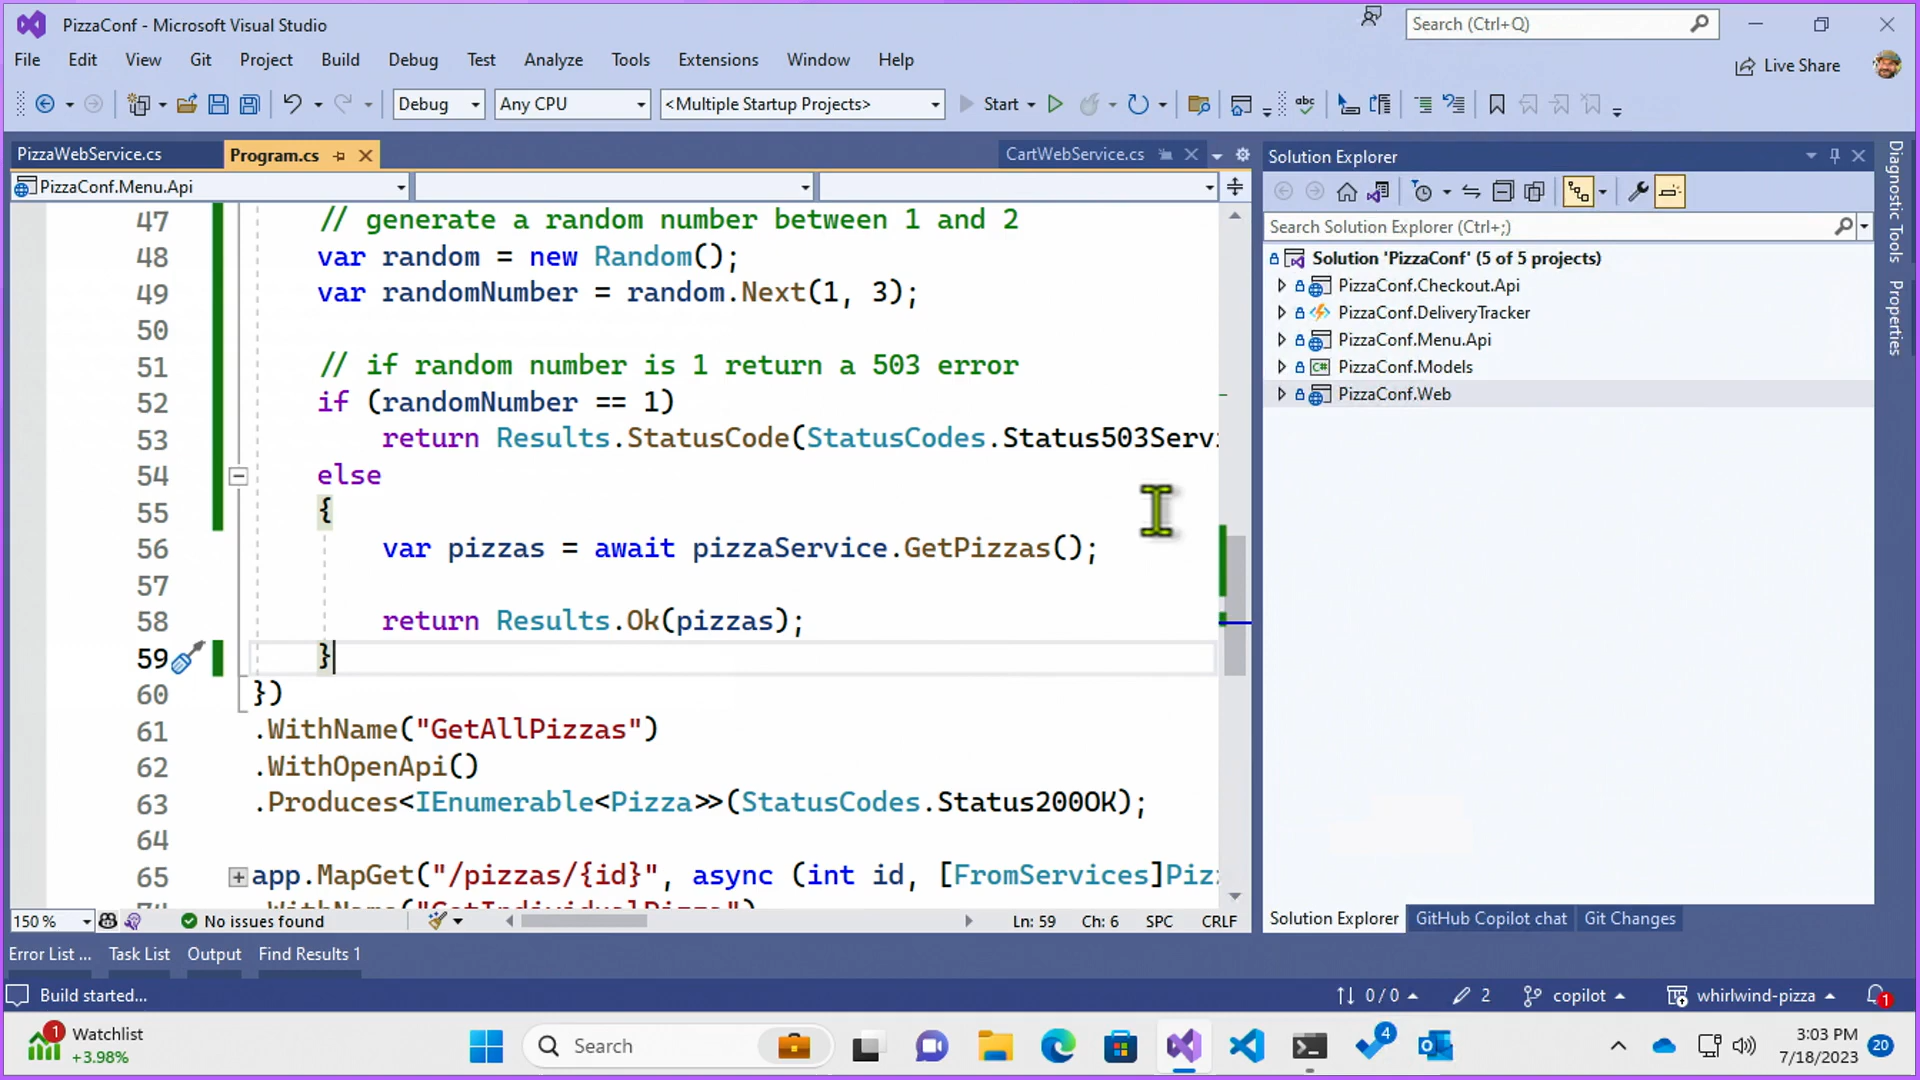 PizzaConf - Microsoft Visual Studio
Search (Ctrl+Q)
File Edit View Git Project Build Debug Test Analyze Tools Extensions Window Help
Live Share
Debug Any CPU <Multiple Startup Projects> Start
PizzaWebService.cs Program.cs CartWebService.cs
PizzaConf.Menu.Api
47 // generate a random number between 1 and 2
48 var random = new Random();
49 var randomNumber = random.Next(1, 3);
50
51 // if random number is 1 return a 503 error
52 if (randomNumber == 1)
53 return Results.StatusCode(StatusCodes.Status503Servi
54 else
55 {
56 var pizzas = await pizzaService.GetPizzas();
57
58 return Results.Ok(pizzas);
59 }
60 })
61 .WithName("GetAllPizzas")
62 .WithOpenApi()
63 .Produces<IEnumerable<Pizza>>(StatusCodes.Status200OK);
64
65 app.MapGet("/pizzas/{id}", async (int id, [FromServices]Piz
.WithName("GetIndividualPizza")
150 % No issues found Ln: 59 Ch: 6 SPC CRLF
Solution Explorer
Search Solution Explorer (Ctrl+;)
Solution 'PizzaConf' (5 of 5 projects)
PizzaConf.Checkout.Api
PizzaConf.DeliveryTracker
PizzaConf.Menu.Api
C# PizzaConf.Models
PizzaConf.Web
Solution Explorer GitHub Copilot chat Git Changes
Diagnostic Tools
Properties
Error List ... Task List Output Find Results 1
Build started... 0 / 0 2 copilot whirlwind-pizza 1
1 Watchlist
+3.98%
Search
4
3:03 PM
7/18/2023
20